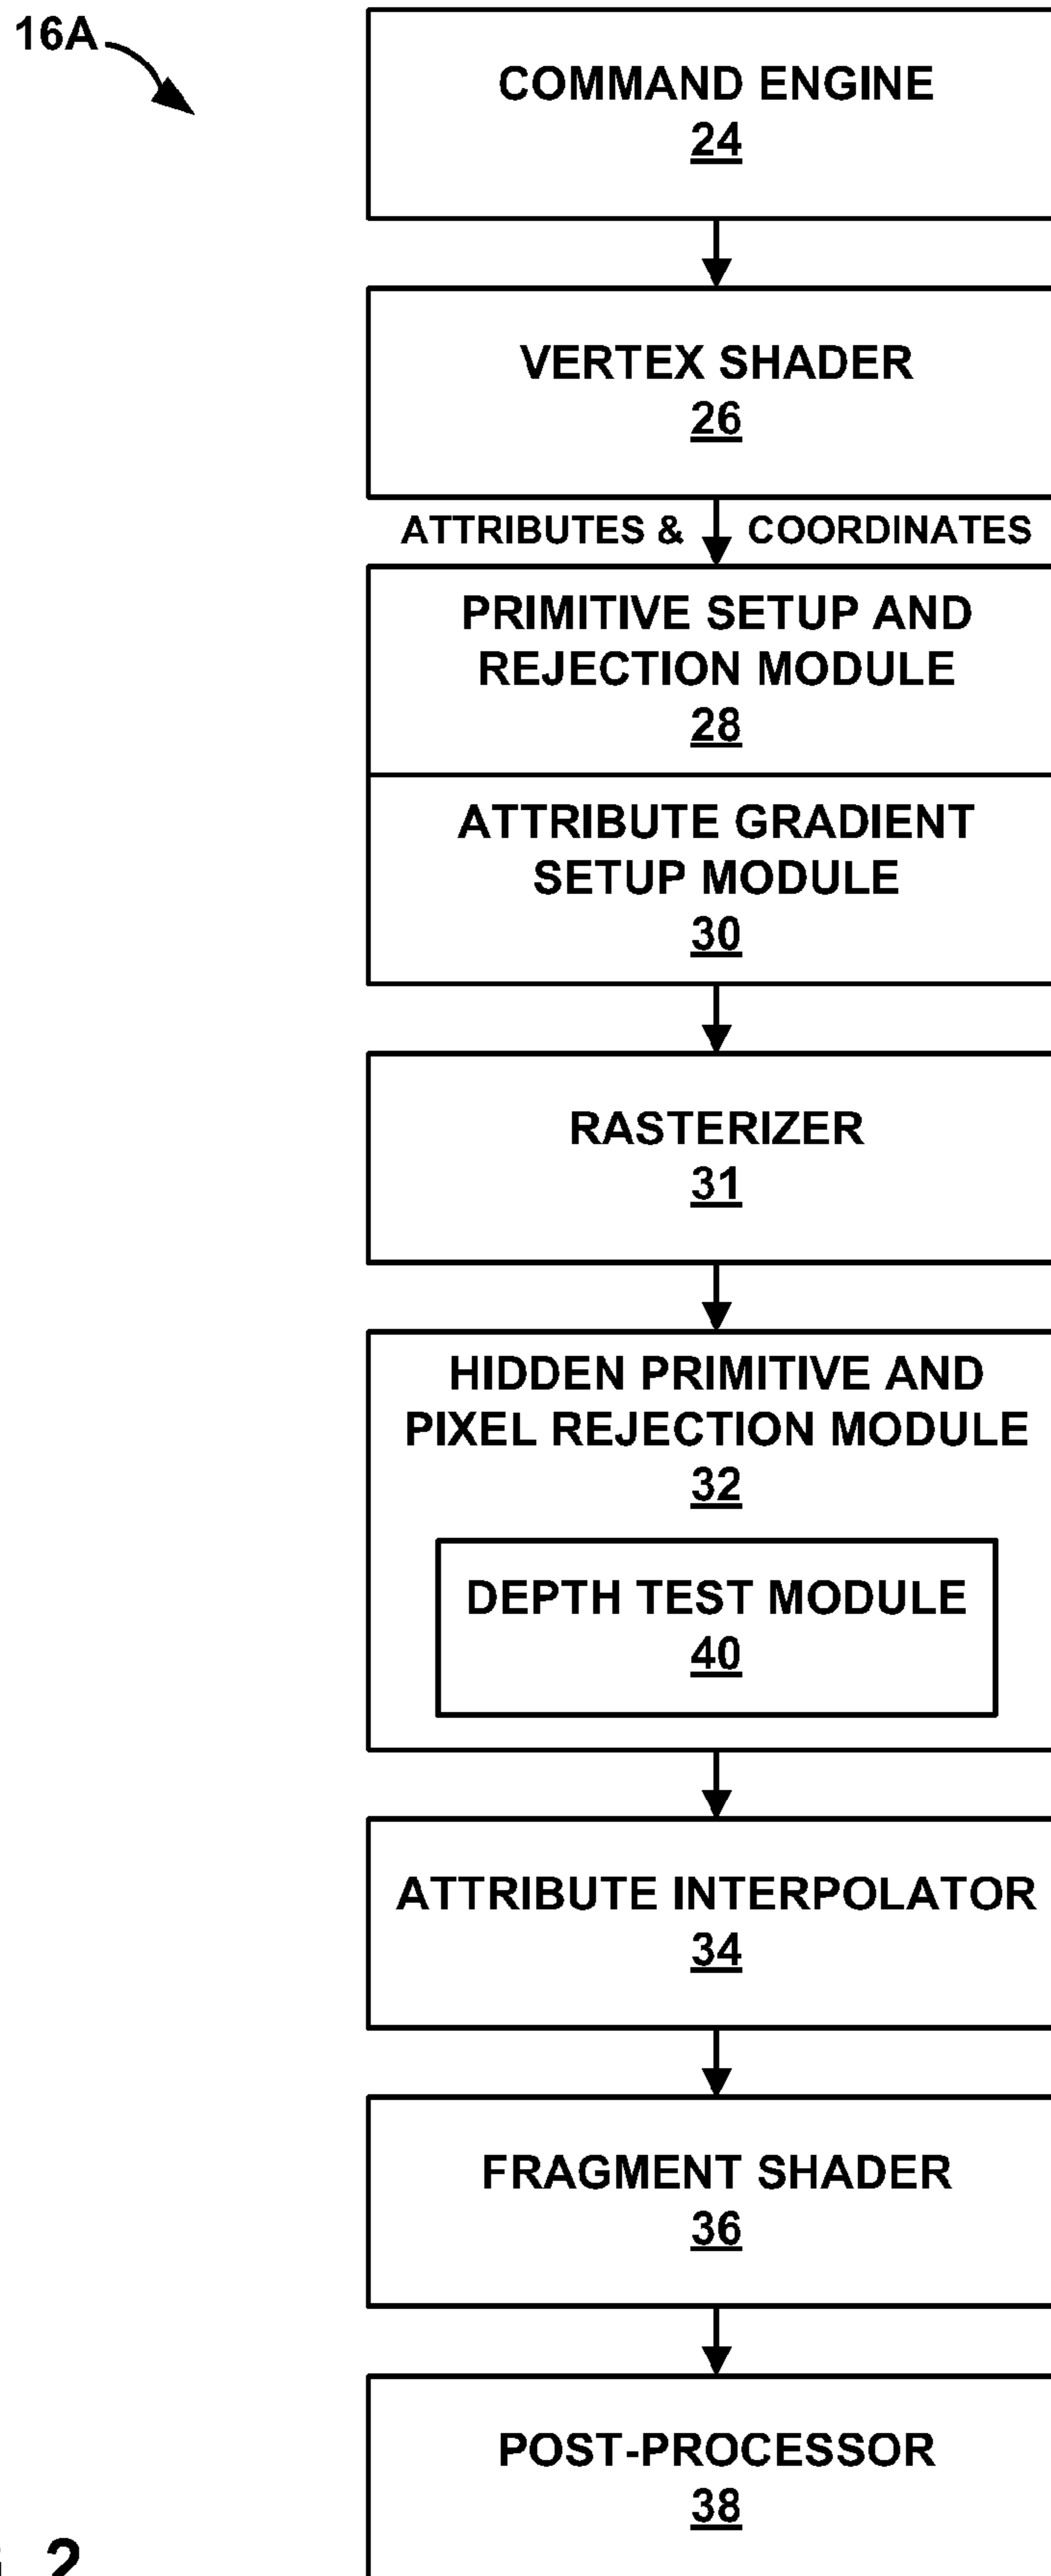 16A
COMMAND ENGINE
24
VERTEX SHADER
26
ATTRIBUTES & COORDINATES
PRIMITIVE SETUP AND
REJECTION MODULE
28
ATTRIBUTE GRADIENT
SETUP MODULE
30
RASTERIZER
31
HIDDEN PRIMITIVE AND
PIXEL REJECTION MODULE
32
DEPTH TEST MODULE
40
ATTRIBUTE INTERPOLATOR
34
FRAGMENT SHADER
36
POST-PROCESSOR
38
2